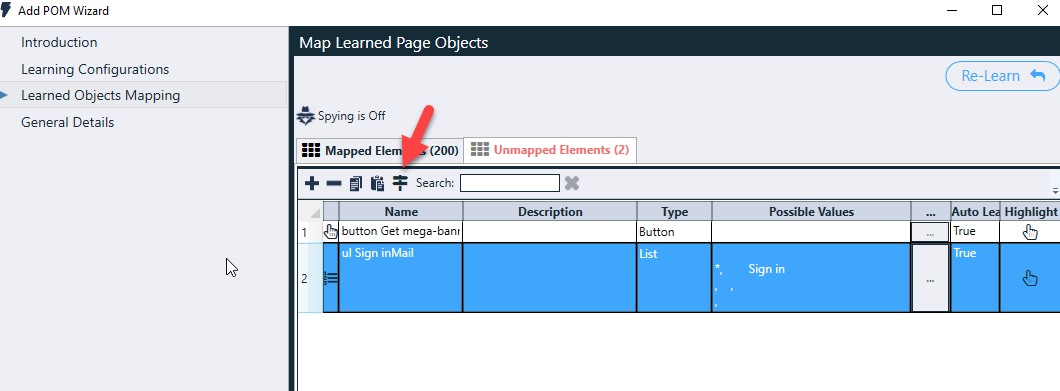 Add POM Wizard
Introduction
Learning Configurations
Learned Objects Mapping
General Details
Map Learned Page Objects
Re-Learn
Spying is Off
Mapped Elements (200) Unmapped Elements (2)
Search:
Name Description Type Possible Values ... Auto Lea Highlight
1 button Get mega-bann Button ... True
2 ul Sign inMail List *, Sign in ... True
, ,
,